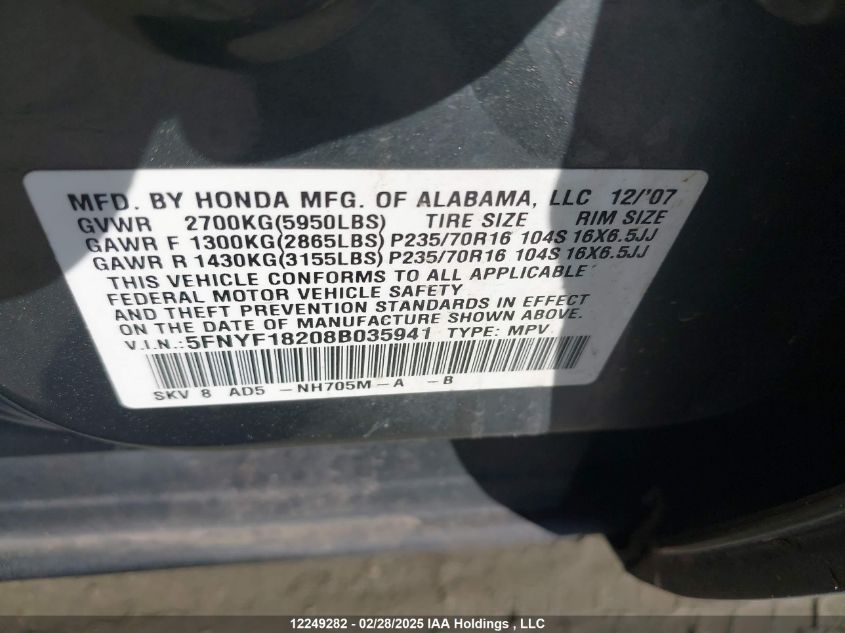 MFD. BY HONDA MFG. OF ALABAMA, LLC 12/'07
GVWR 2700KG(5950LBS) TIRE SIZE RIM SIZE
GAWR F 1300KG(2865LBS) P235/70R16 104S 16X6.5JJ
GAWR R 1430KG(3155LBS) P235/70R16 104S 16X6.5JJ
THIS VEHICLE CONFORMS TO ALL APPLICABLE
FEDERAL MOTOR VEHICLE SAFETY
AND THEFT PREVENTION STANDARDS IN EFFECT
ON THE DATE OF MANUFACTURE SHOWN ABOVE.
V.I.N.:5FNYF18208B035941 TYPE: MPV
SKV 8 AD5 -NH705M-A -B
12249282 - 02/28/2025 IAA Holdings , LLC